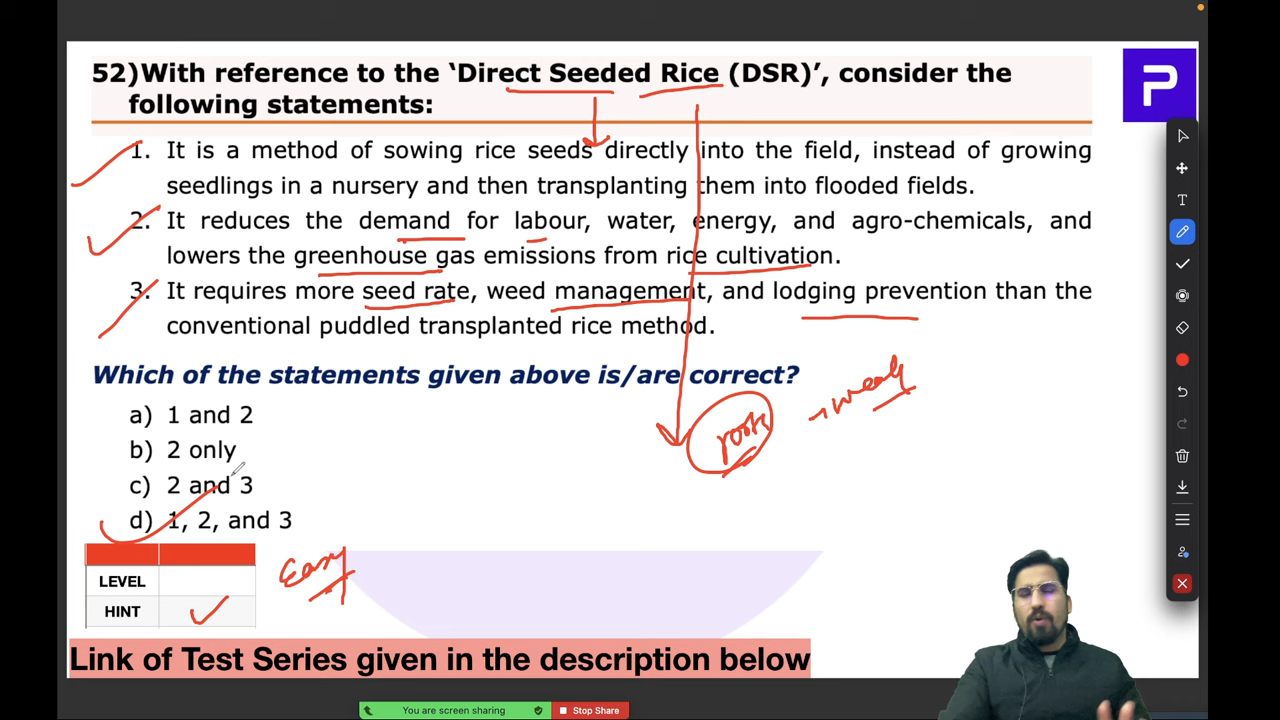 52)With reference to the ‘Direct Seeded Rice (DSR)’, consider the
following statements:
P
1. It is a method of sowing rice seeds directly into the field, instead of growing
seedlings in a nursery and then transplanting them into flooded fields.
2. It reduces the demand for labour, water, energy, and agro-chemicals, and
lowers the greenhouse gas emissions from rice cultivation.
3. It requires more seed rate, weed management, and lodging prevention than the
conventional puddled transplanted rice method.
Which of the statements given above is/are correct?
a) 1 and 2
b) 2 only
c) 2 and 3
d) 1, 2, and 3
roots
weak
Easy
LEVEL
HINT
Link of Test Series given in the description below
You are screen sharing
Stop Share
T